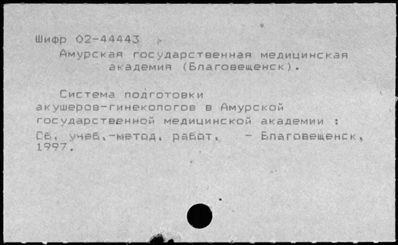 Шифр 02-44443
Амурская государственная медицинская
академия (Благовещенск).
Система подготовки
акушеров-гинекологов в Амурской
государственной медицинской академии :
Сб. учеб.-метод. работ. - Благовещенск,
1997.